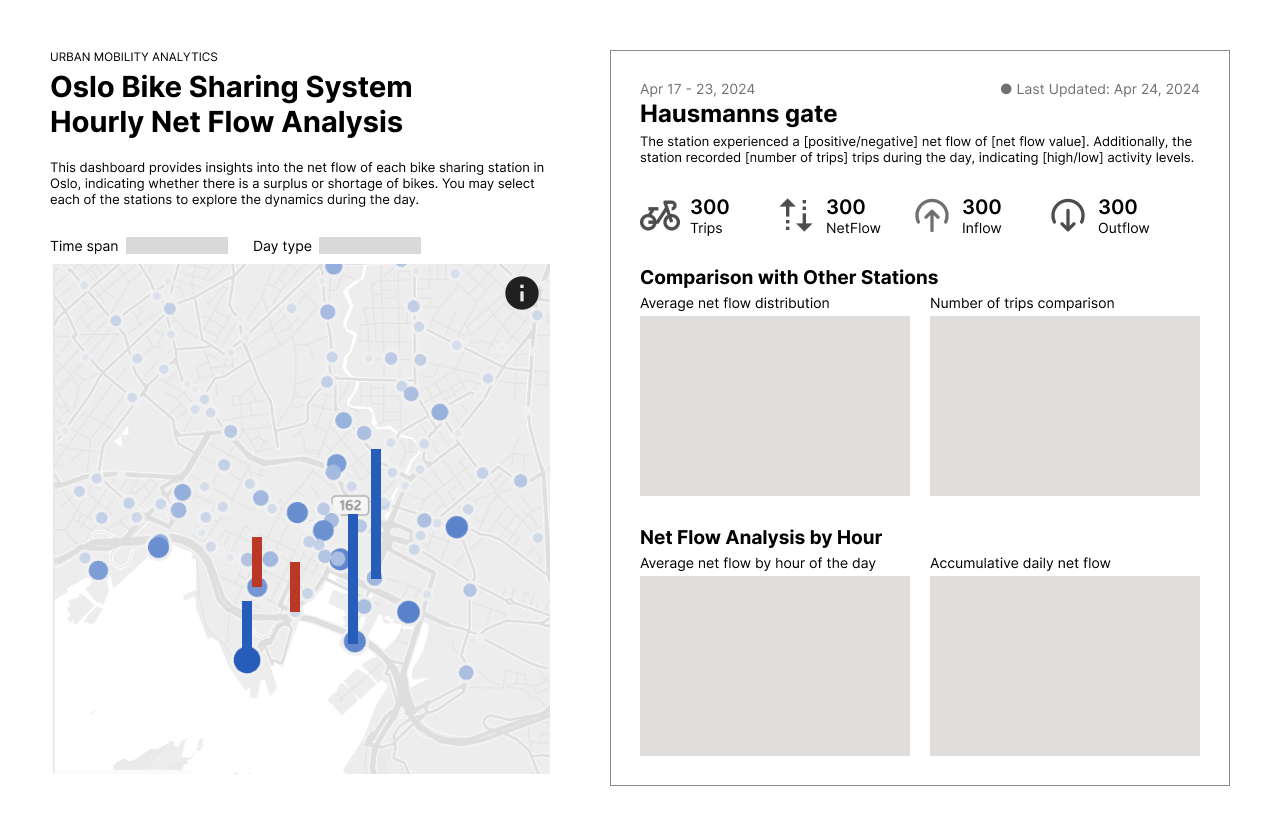 URBAN MOBILITY ANALYTICS
Oslo Bike Sharing System
Hourly Net Flow Analysis
This dashboard provides insights into the net flow of each bike sharing station in
Oslo, indicating whether there is a surplus or shortage of bikes. You may select
each of the stations to explore the dynamics during the day.
Time span
Day type
i
162
Apr 17 - 23, 2024
Last Updated: Apr 24, 2024
Hausmanns gate
The station experienced a [positive/negative] net flow of [net flow value]. Additionally, the
station recorded [number of trips] trips during the day, indicating [high/low] activity levels.
300
Trips
300
NetFlow
300
Inflow
300
Outflow
Comparison with Other Stations
Average net flow distribution
Number of trips comparison
Net Flow Analysis by Hour
Average net flow by hour of the day
Accumulative daily net flow